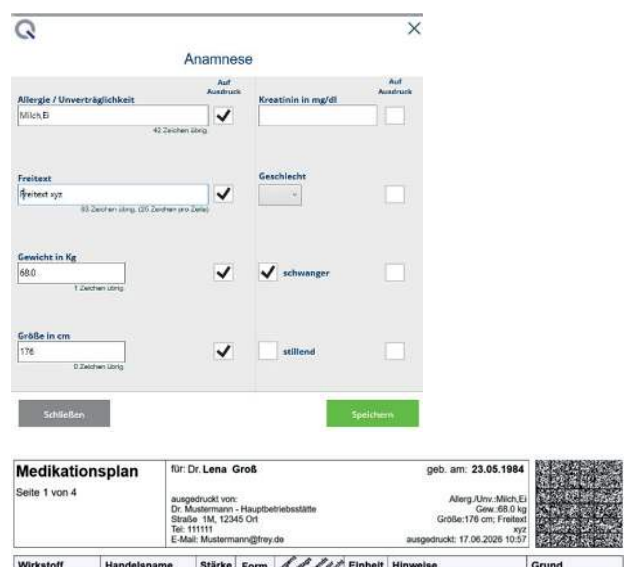 Anamnese
Auf Ausdruck
Auf Ausdruck
Allergie / Unverträglichkeit
Kreatinin in mg/dl
Milch,Ei
42 Zeichen übrig.
Freitext
Geschlecht
Freitext xyz
(25 Zeichen pro Zeile)
Gewicht in Kg
68.0
schwanger
1 Zeichen übrig.
Größe in cm
176
stillend
0 Zeichen übrig
Schließen
Speichern
Medikationsplan
Seite 1 von 4
für: Dr. Lena Groß
geb. am: 23.05.1984
ausgedruckt von:
Dr. Mustermann - Hauptbetriebsstätte
Straße 1M, 12345 Ort
Tel: 111111
E-Mail: Mustermann@frey.de
Allerg./Unv.:Milch,Ei
Gew.:68.0 kg
Größe:176 cm; Freitext
xyz
ausgedruckt: 17.06.2026 10:57
Wirkstoff Handelsname Stärke Form Einheit Hinweise Grund